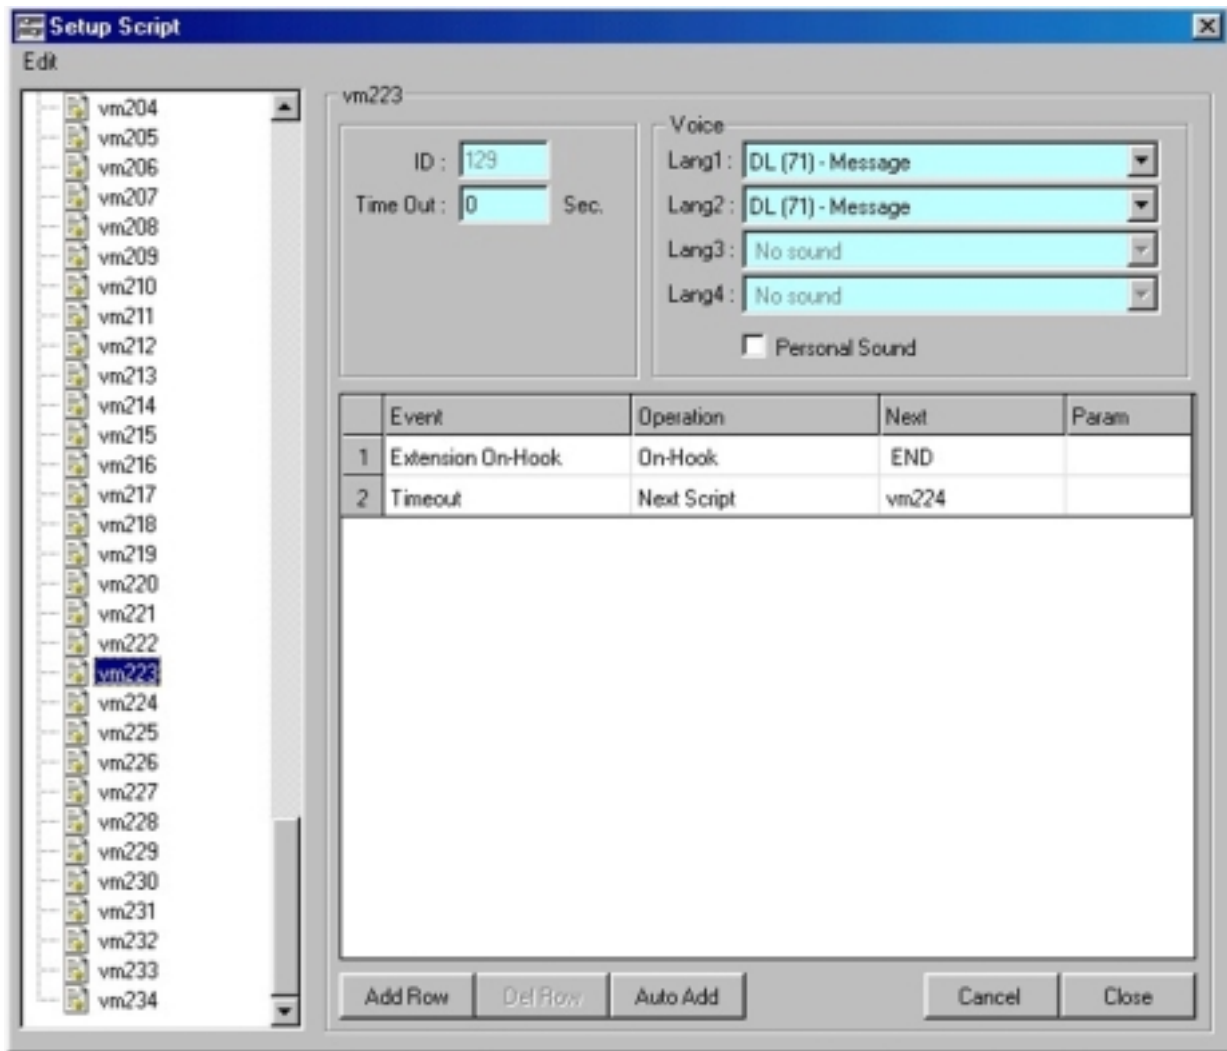 Setup Script
Edit
vm204
vm205
vm206
vm207
vm208
vm209
vm210
vm211
vm212
vm213
vm214
vm215
vm216
vm217
vm218
vm219
vm220
vm221
vm222
vm223
vm224
vm225
vm226
vm227
vm228
vm229
vm230
vm231
vm232
vm233
vm234
vm223
ID : 129
Time Out : 0 Sec.
Voice
Lang1 : DL (71) - Message
Lang2 : DL (71) - Message
Lang3 : No sound
Lang4 : No sound
Personal Sound
Event Operation Next Param
1 Extension On-Hook On-Hook END
2 Timeout Next Script vm224
Add Row Del Row Auto Add Cancel Close